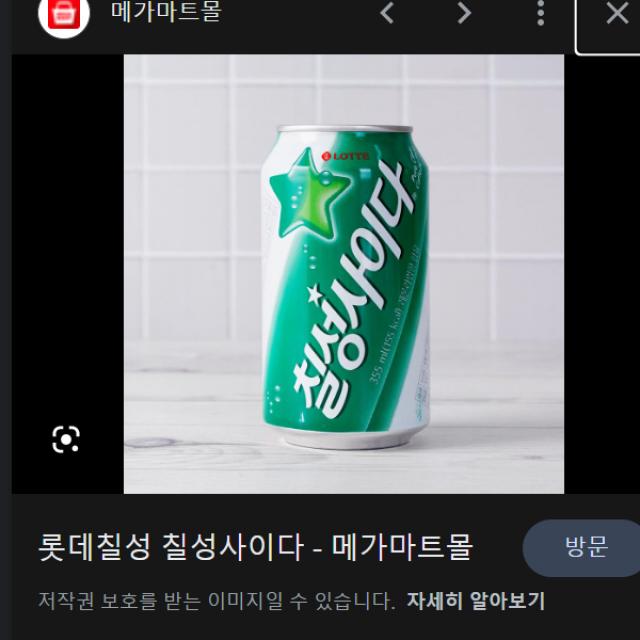 메가마트몰
LOTTE
칠성사이다
355 ml(155 kcal)
롯데칠성 칠성사이다 - 메가마트몰
방문
저작권 보호를 받는 이미지일 수 있습니다. 자세히 알아보기